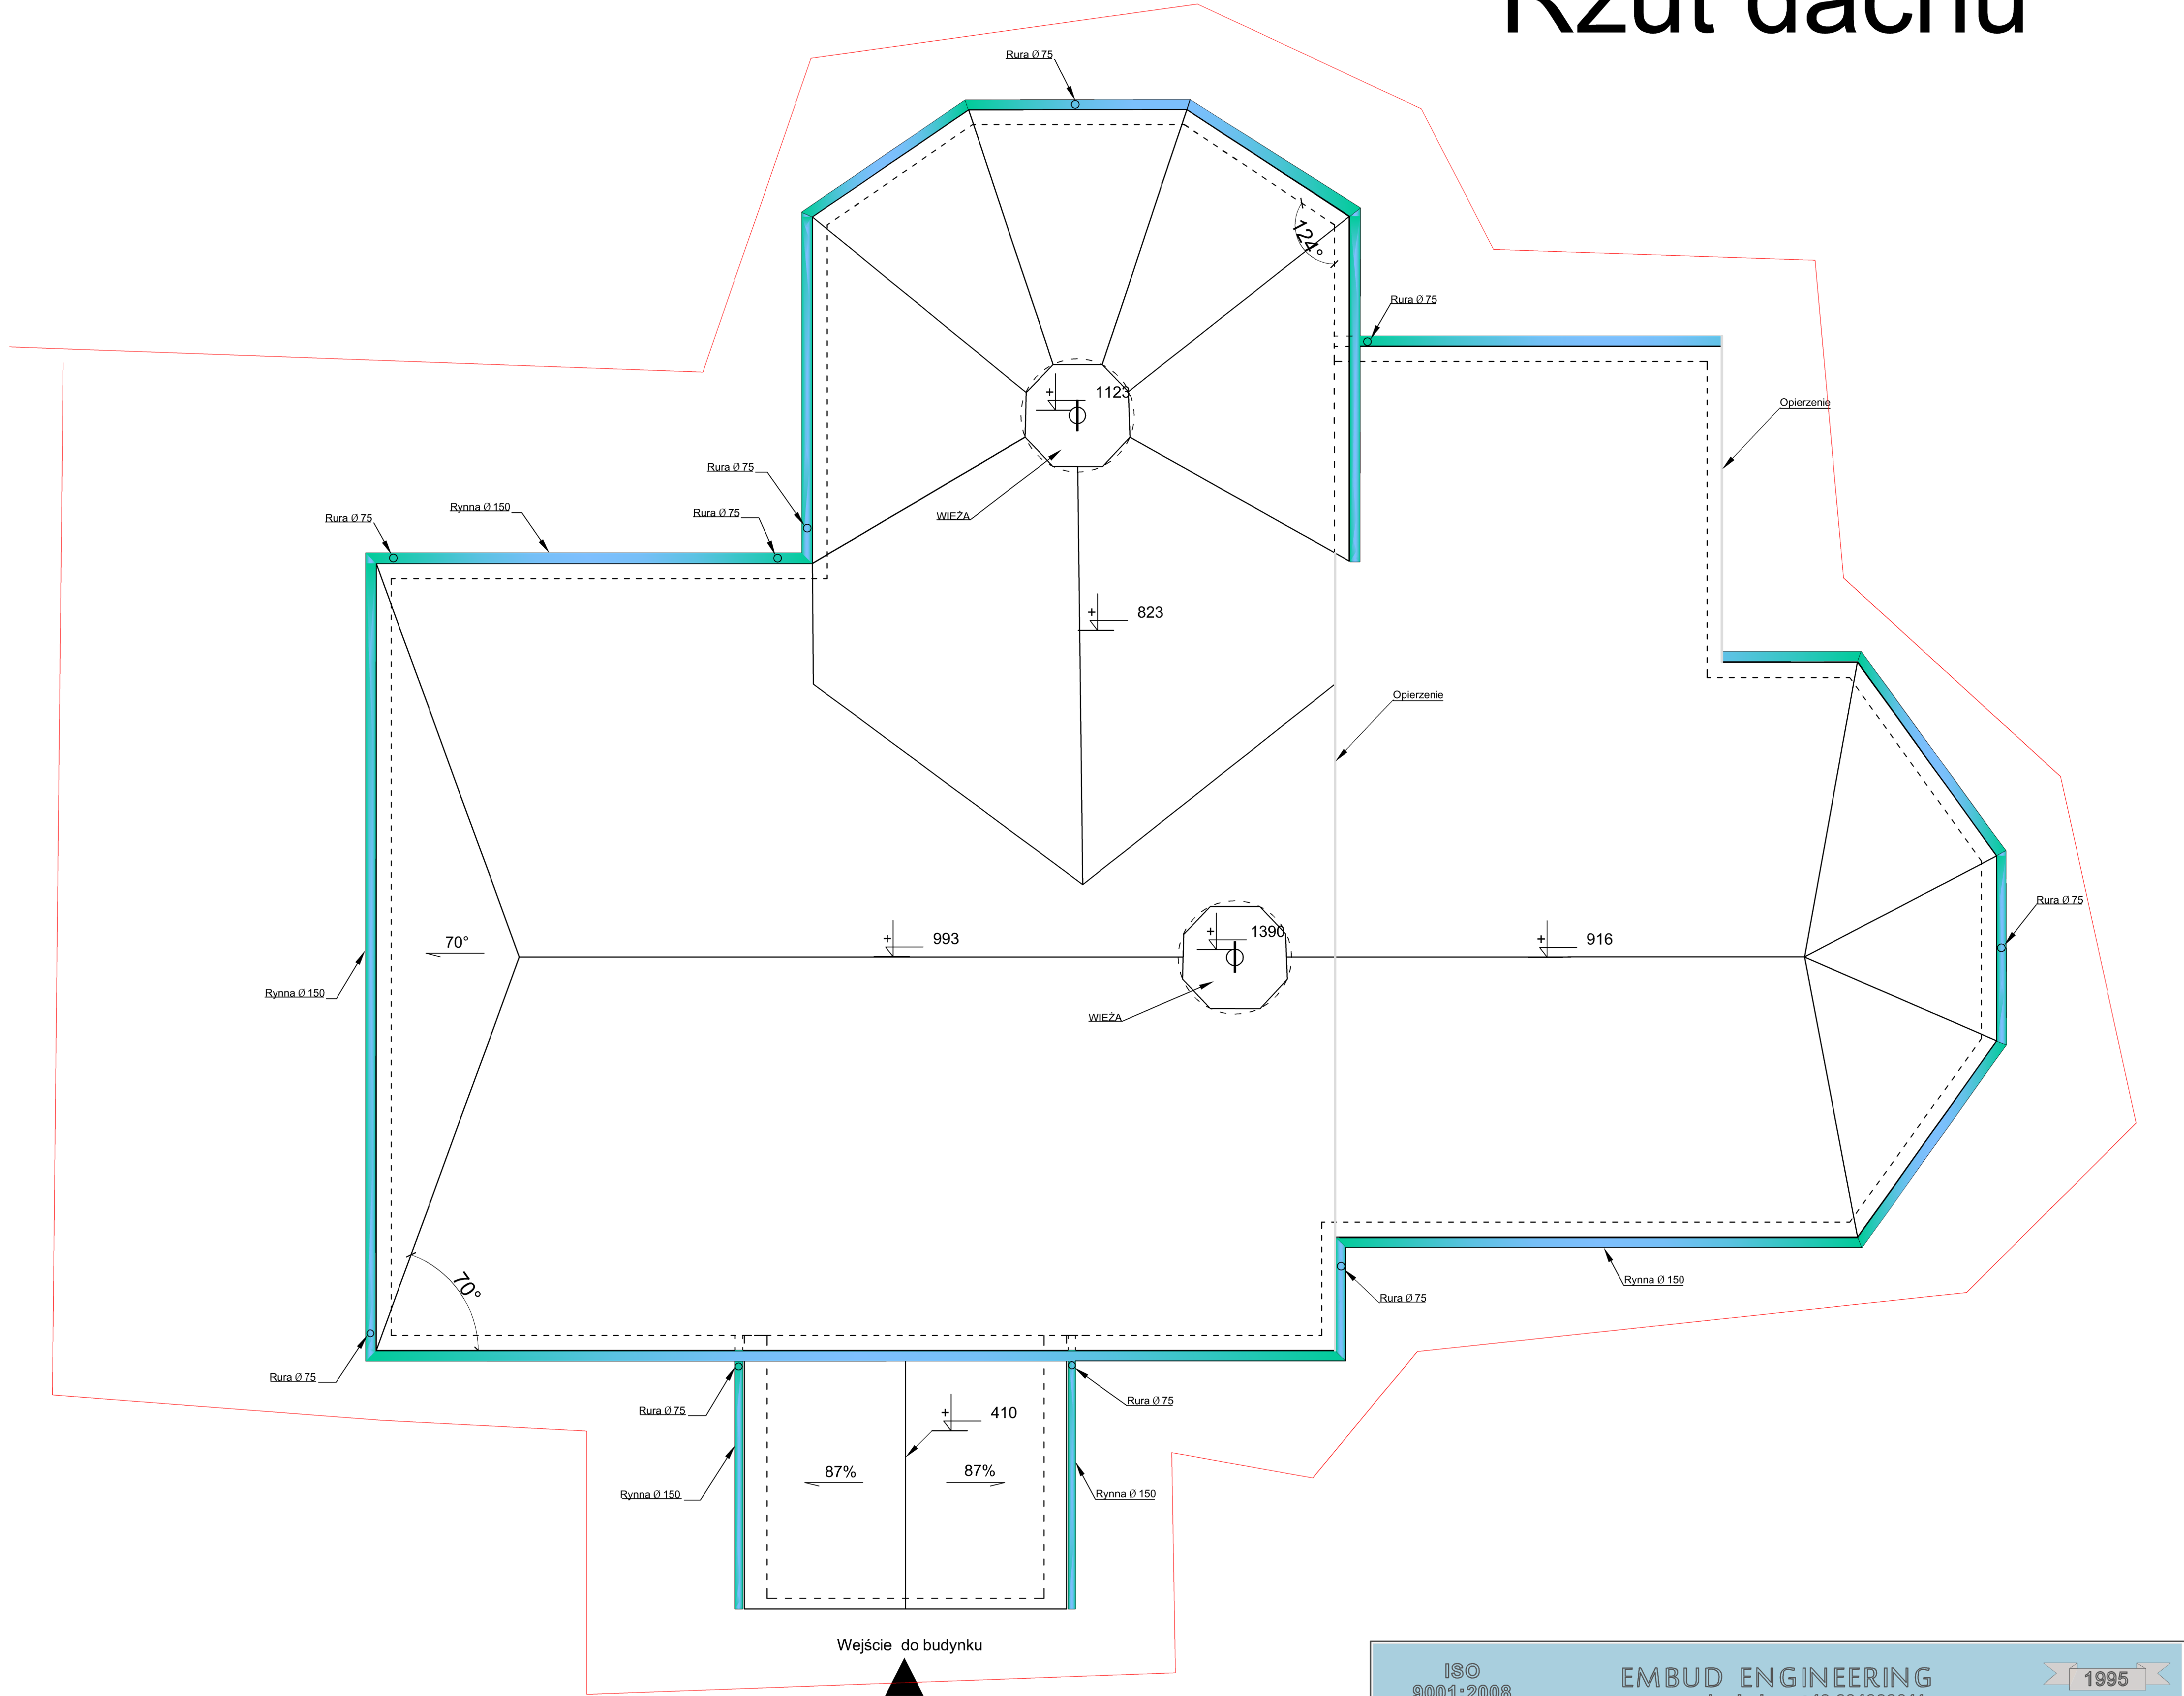 Rzut dachu
Rura Ø 75
124°
Rura Ø 75
1123
Opierzenie
Rura Ø 75
Rynna Ø 150
Rura Ø 75
Rura Ø 75
WIEŻA
823
Opierzenie
Rura Ø 75
70°
993
1390
916
Rynna Ø 150
WIEŻA
70°
Rynna Ø 150
Rura Ø 75
Rura Ø 75
Rura Ø 75
Rura Ø 75
410
87%
87%
Rynna Ø 150
Rynna Ø 150
Wejście do budynku
ISO
9001:2008
EMBUD ENGINEERING
1995